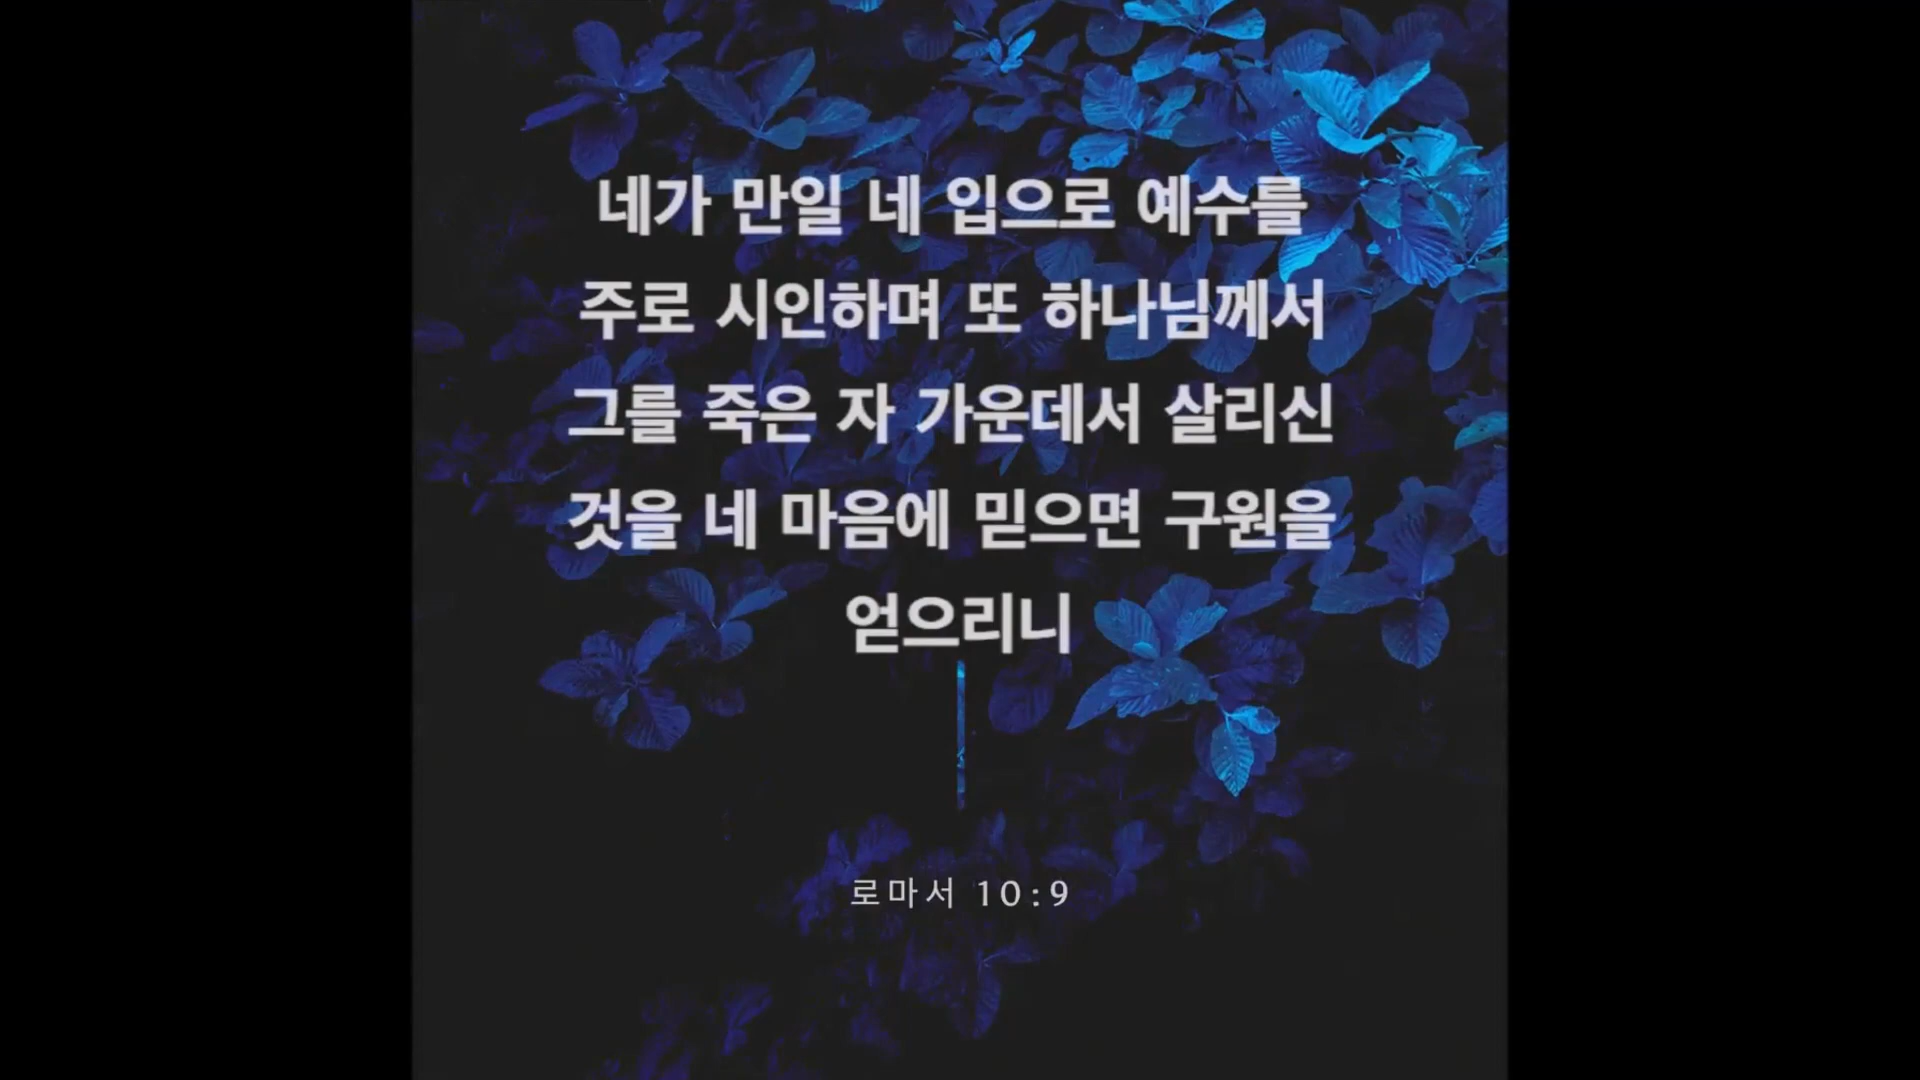 네가 만일 네 입으로 예수를
주로 시인하며 또 하나님께서
그를 죽은 자 가운데서 살리신
것을 네 마음에 믿으면 구원을
얻으리니
로마서 10:9